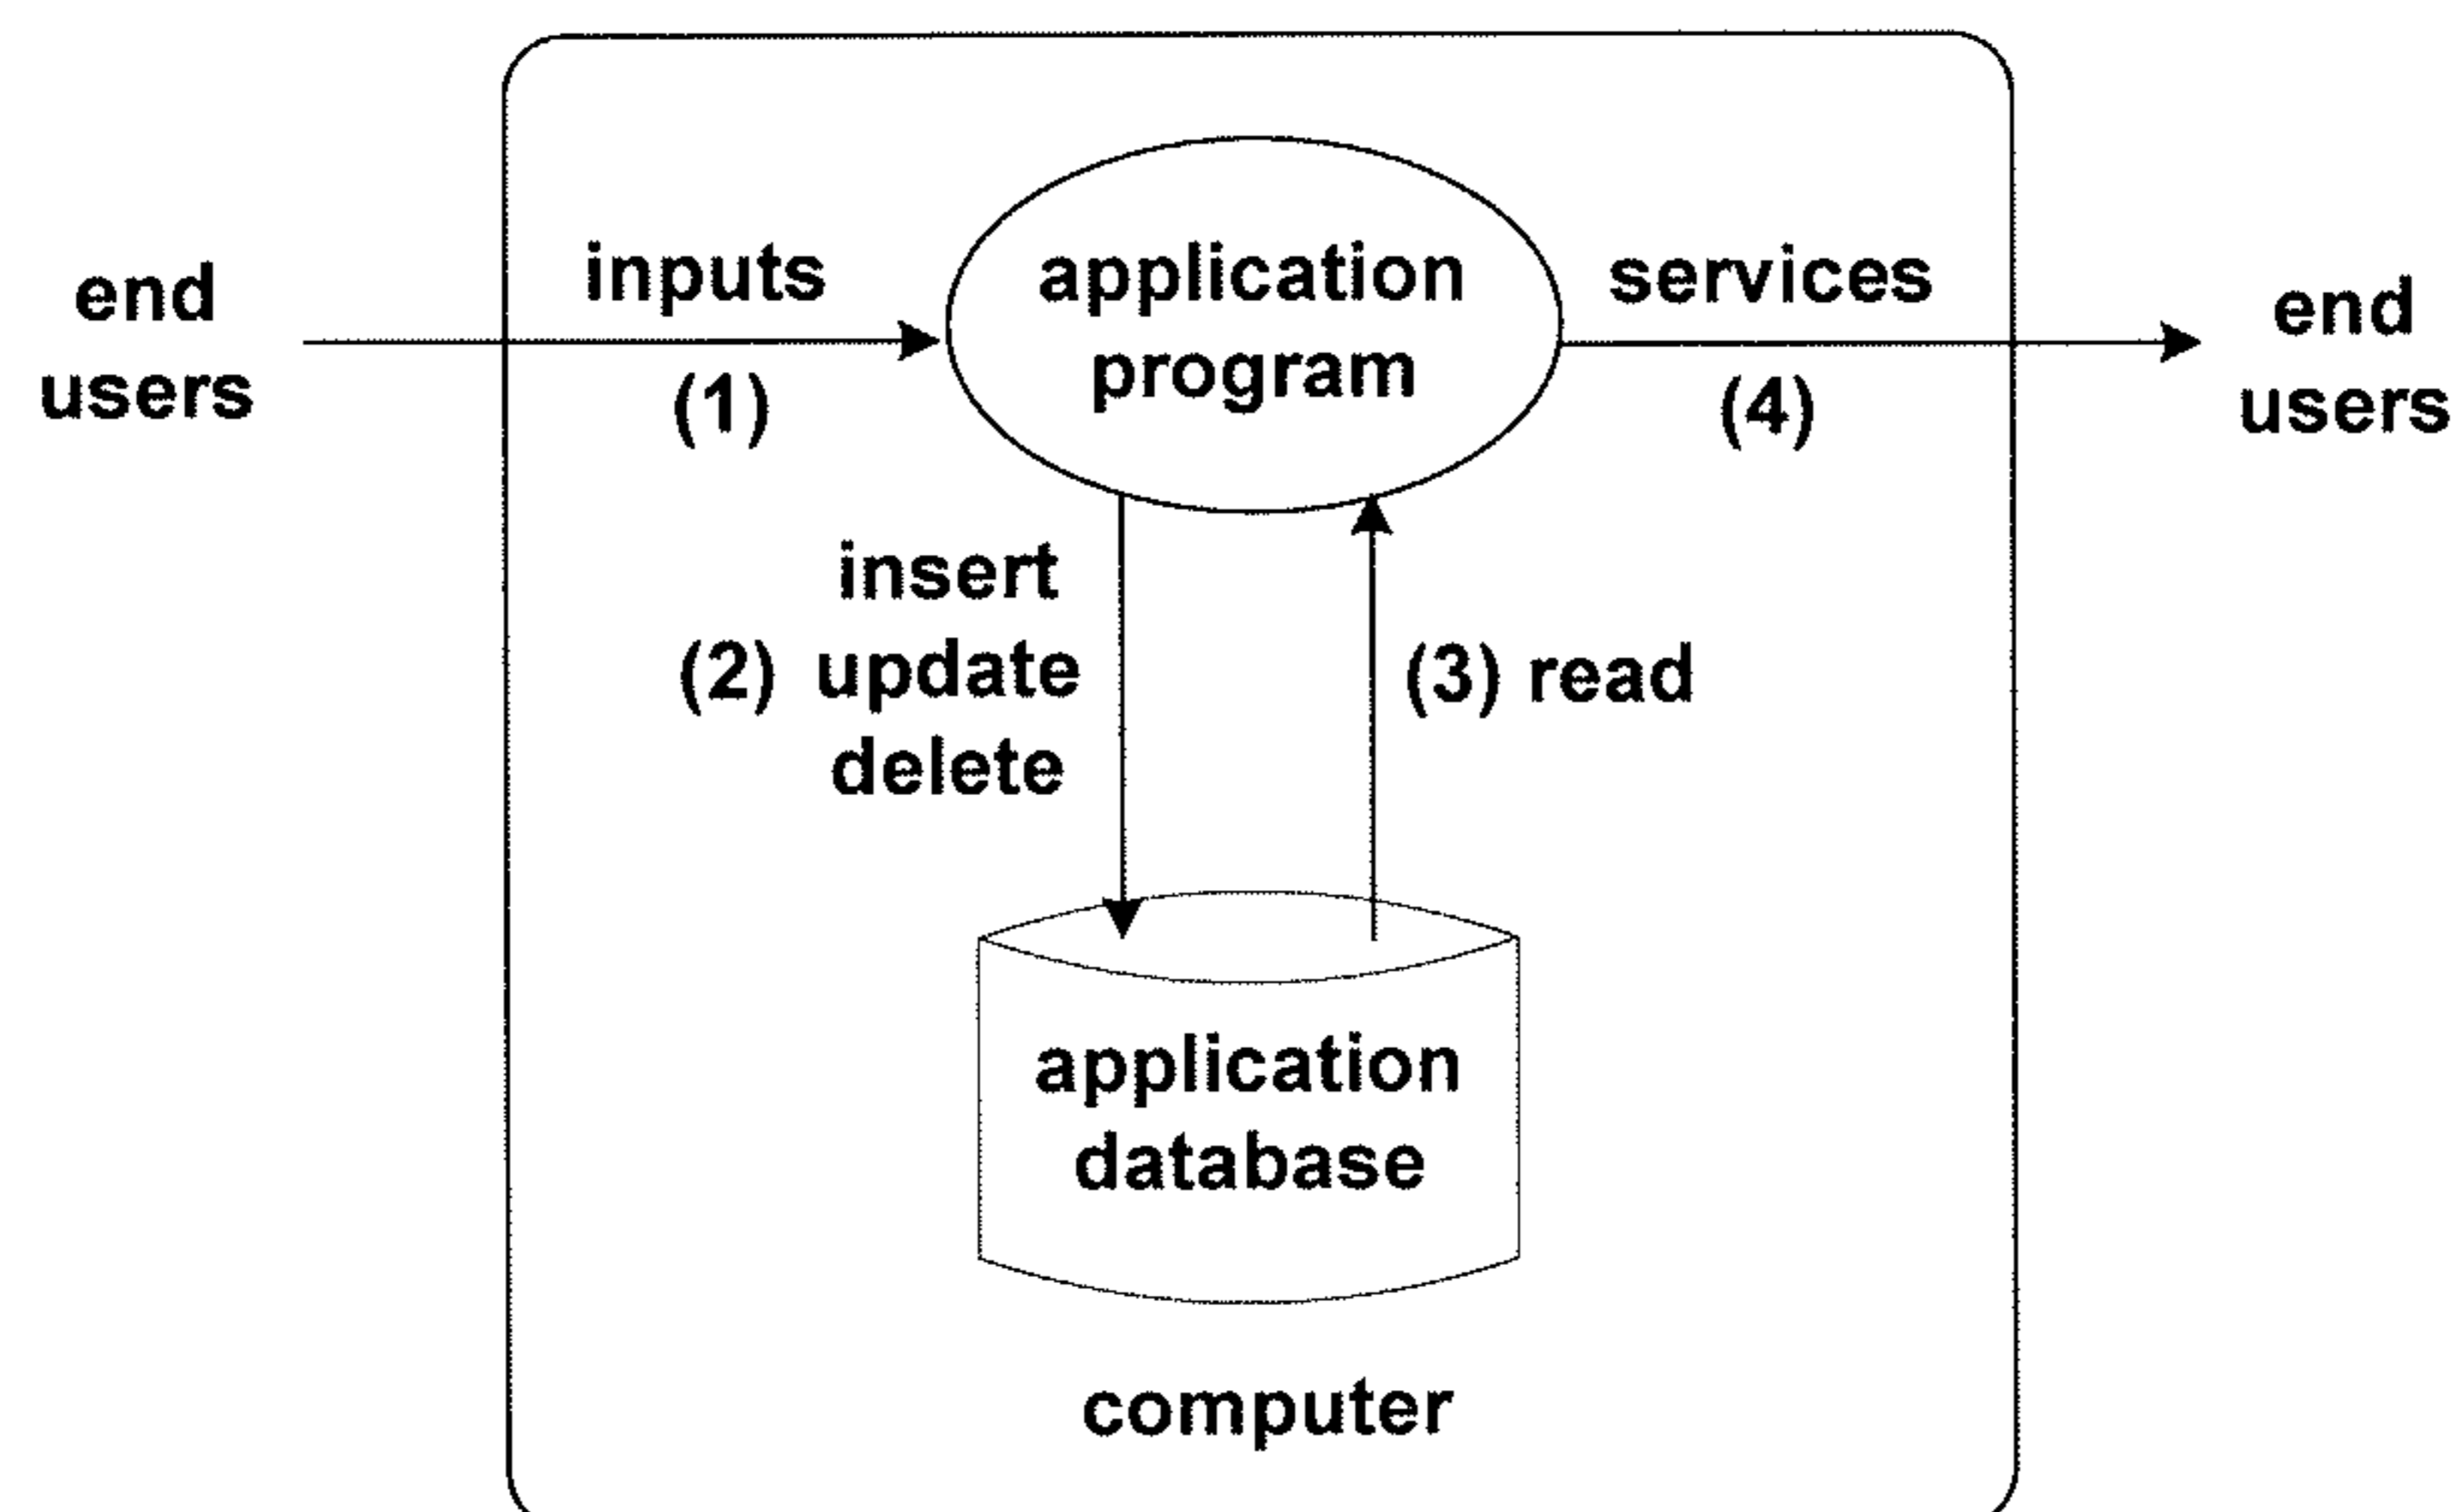 end
users
inputs
(1)
application
program
services
(4)
end
users
insert
(2) update
delete
(3) read
application
database
computer